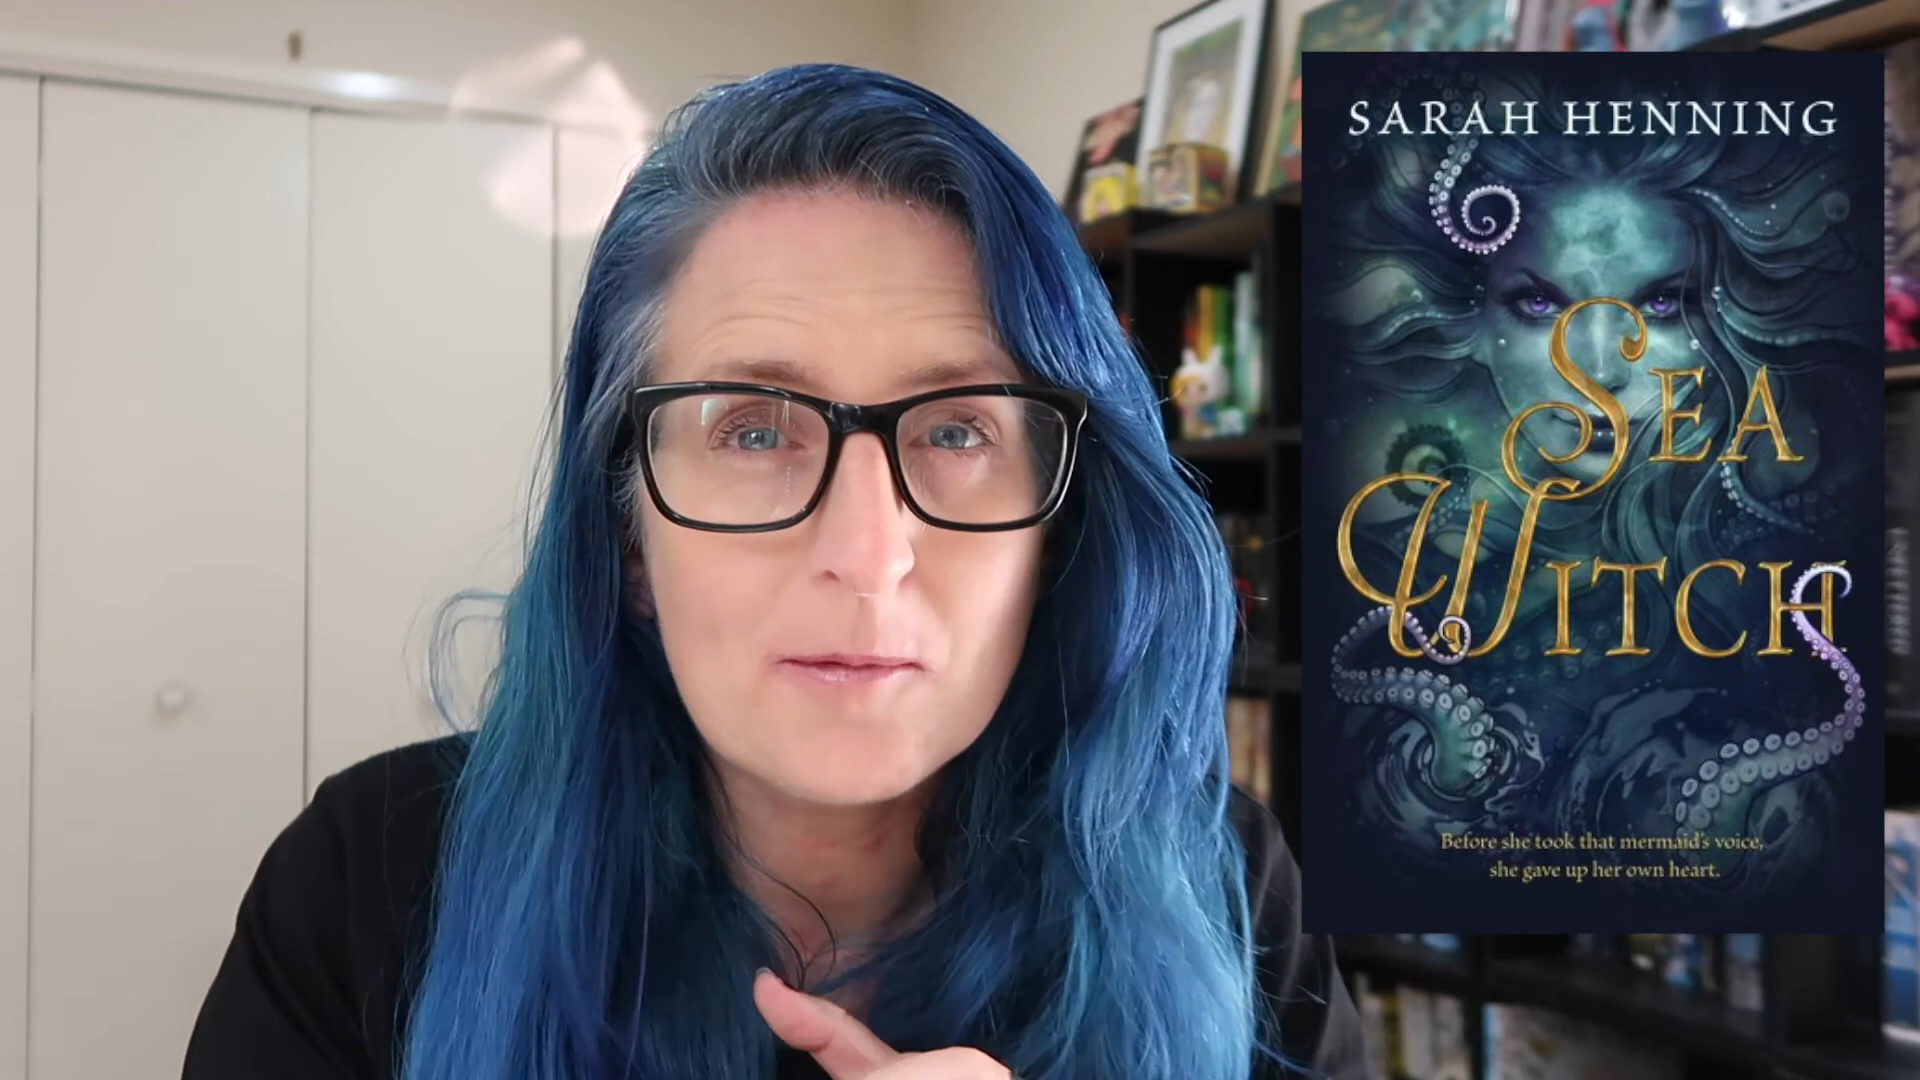 SARAH HENNING
SEA
WITCH
Before she took that mermaid's voice,
she gave up her own heart.